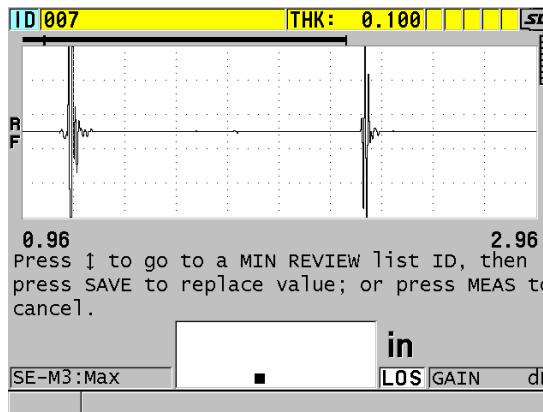 ID 007 THK: 0.100
RF
0.96 2.96
Press ↕ to go to a MIN REVIEW list ID, then
press SAVE to replace value; or press MEAS to
cancel.
in
SE-M3:Max LOS GAIN